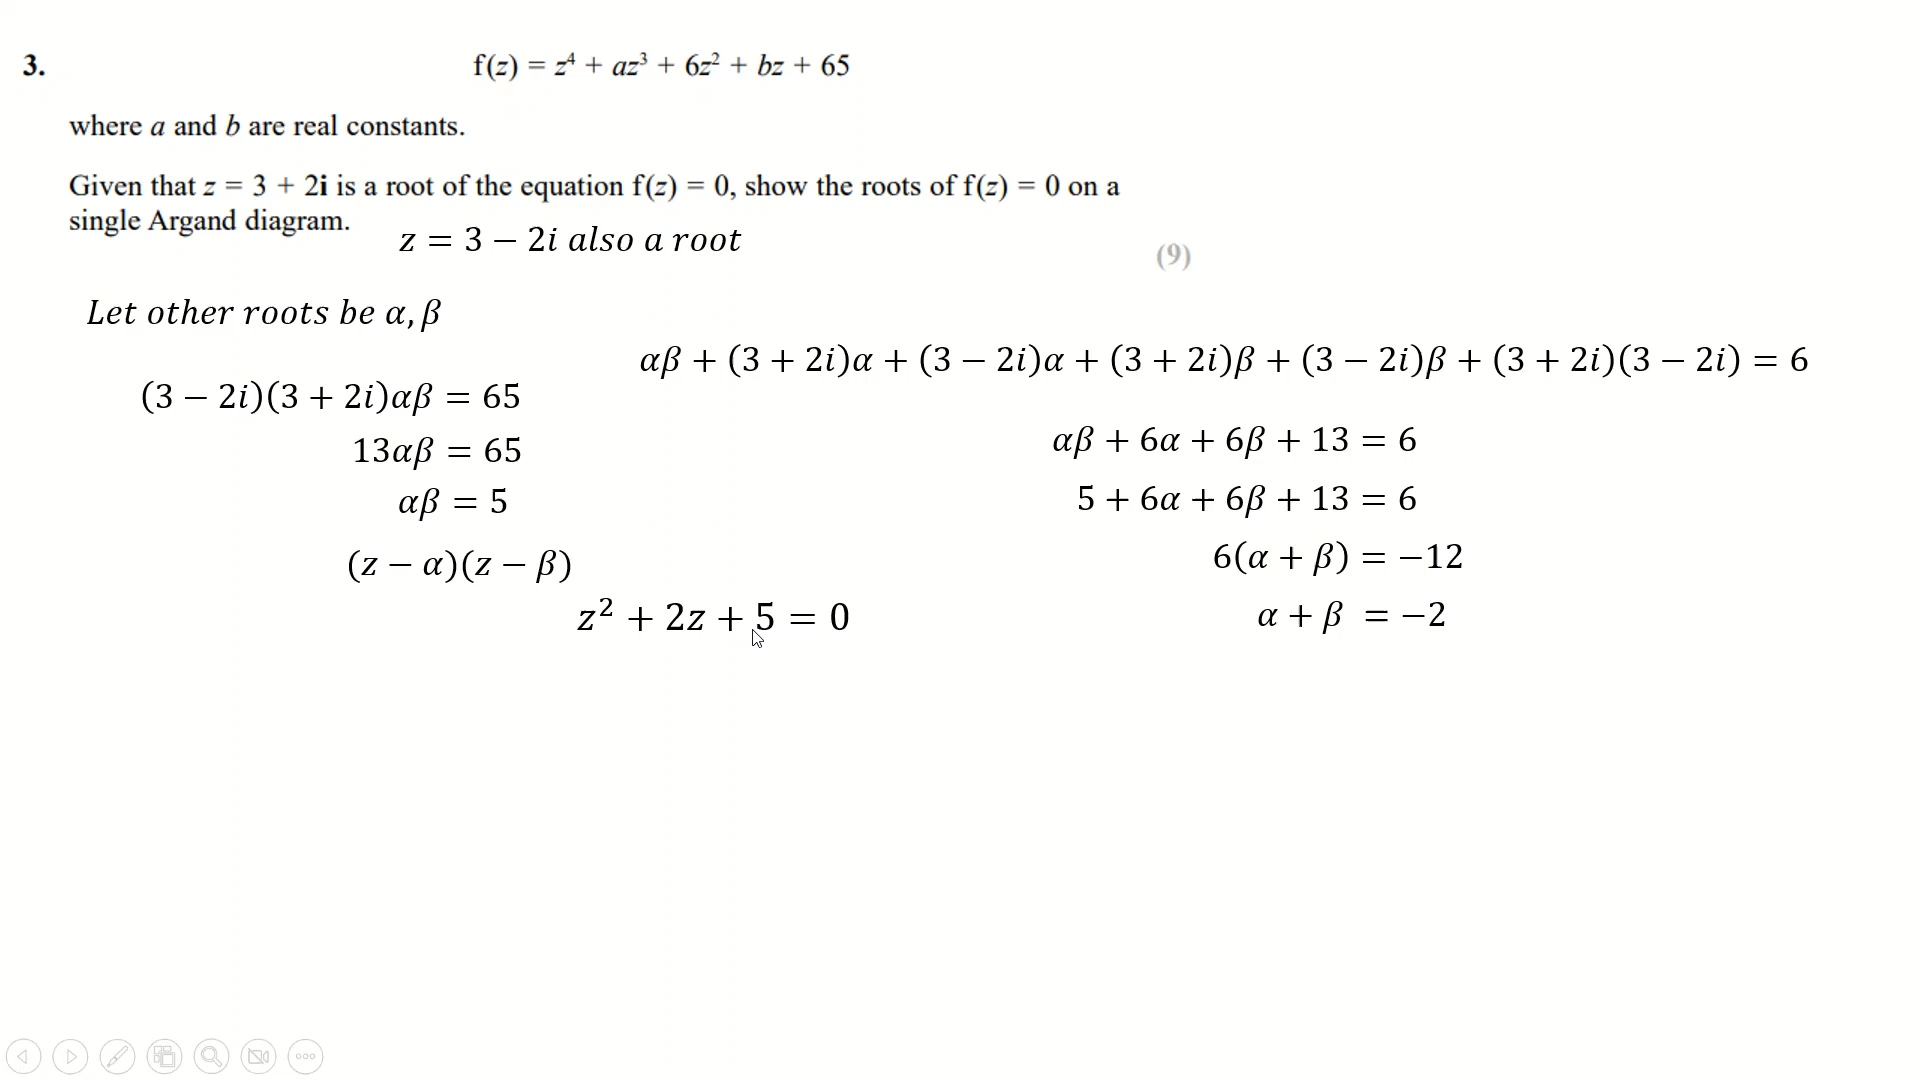 3.
f(z) = z⁴ + az³ + 6z² + bz + 65
where a and b are real constants.
Given that z = 3 + 2i is a root of the equation f(z) = 0, show the roots of f(z) = 0 on a
single Argand diagram.
z = 3 − 2i also a root
(9)
Let other roots be α, β
αβ + (3 + 2i)α + (3 − 2i)α + (3 + 2i)β + (3 − 2i)β + (3 + 2i)(3 − 2i) = 6
(3 − 2i)(3 + 2i)αβ = 65
αβ + 6α + 6β + 13 = 6
13αβ = 65
5 + 6α + 6β + 13 = 6
αβ = 5
6(α + β) = −12
(z − α)(z − β)
z² + 2z + 5 = 0
α + β = −2